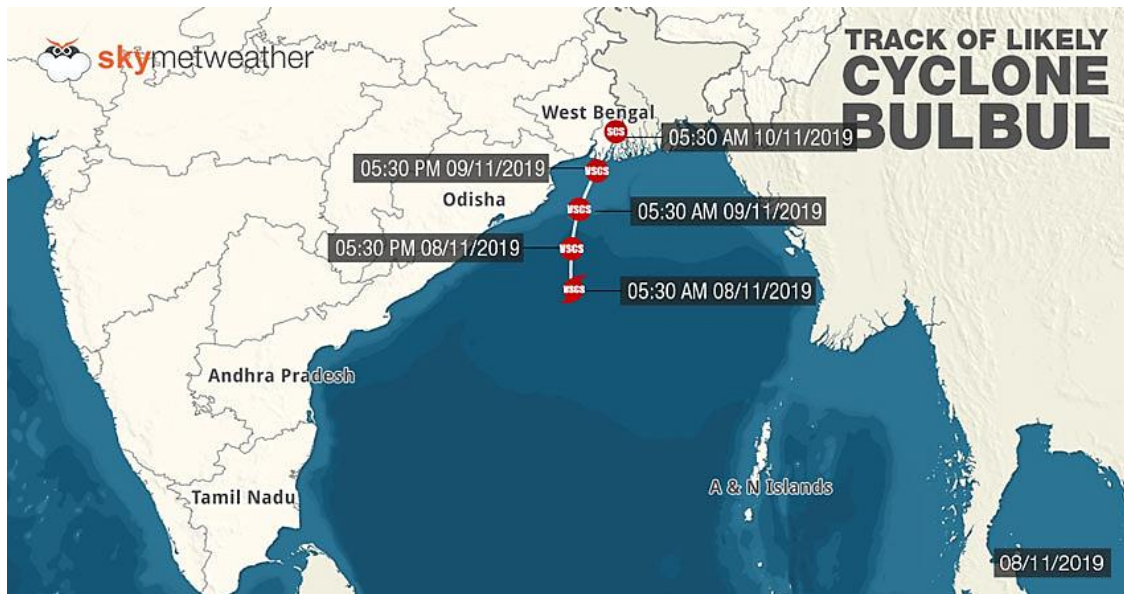 skymetweather
TRACK OF LIKELY
CYCLONE
BULBUL
West Bengal
SCS
05:30 AM 10/11/2019
05:30 PM 09/11/2019
VSCS
Odisha
VSCS
05:30 AM 09/11/2019
05:30 PM 08/11/2019
VSCS
VSCS
05:30 AM 08/11/2019
Andhra Pradesh
Tamil Nadu
A & N Islands
08/11/2019